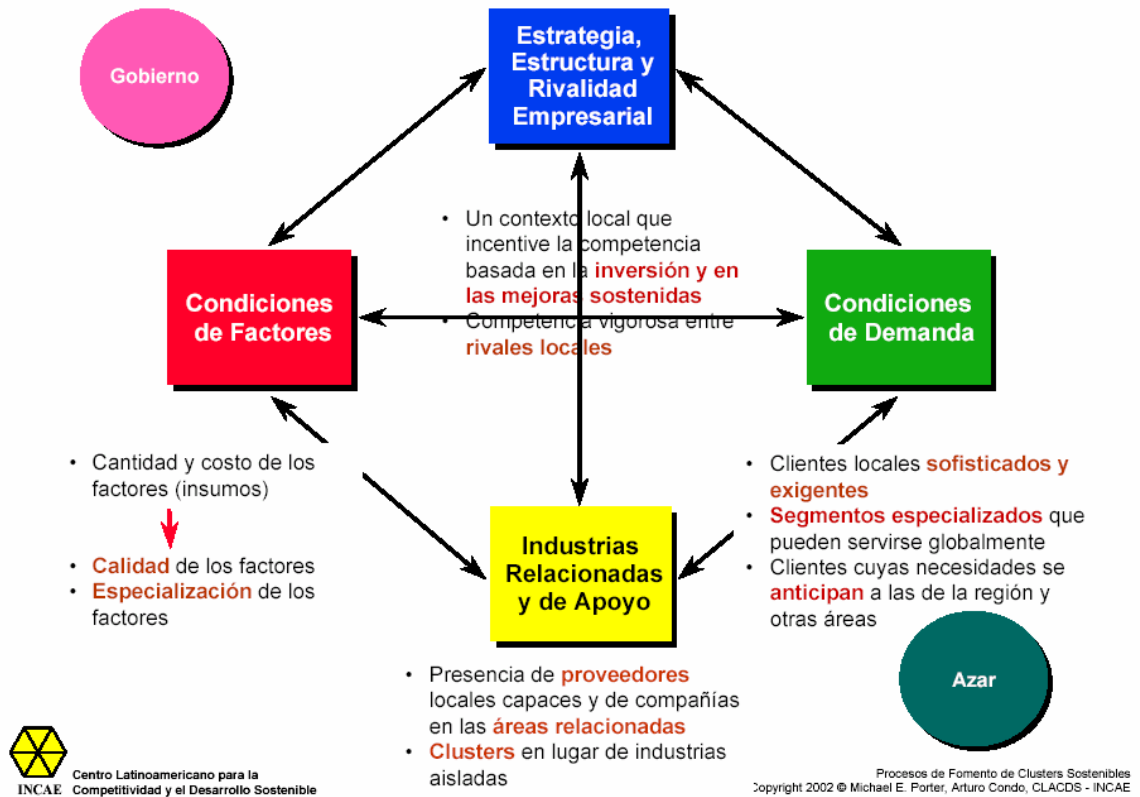 Gobierno
Estrategia,
Estructura y
Rivalidad
Empresarial
• Un contexto local que
incentive la competencia
basada en la inversión y en
las mejoras sostenidas
• Competencia vigorosa entre
rivales locales
Condiciones
de Factores
Condiciones
de Demanda
• Cantidad y costo de los
factores (insumos)
• Calidad de los factores
• Especialización de los
factores
Industrias
Relacionadas
y de Apoyo
• Clientes locales sofisticados y
exigentes
• Segmentos especializados que
pueden servirse globalmente
• Clientes cuyas necesidades se
anticipan a las de la región y
otras áreas
• Presencia de proveedores
locales capaces y de compañías
en las áreas relacionadas
• Clusters en lugar de industrias
aisladas
Azar
INCAE
Centro Latinoamericano para la
Competitividad y el Desarrollo Sostenible
Procesos de Fomento de Clusters Sostenibles
opyright 2002 © Michael E. Porter, Arturo Condo, CLACDS - INCAE